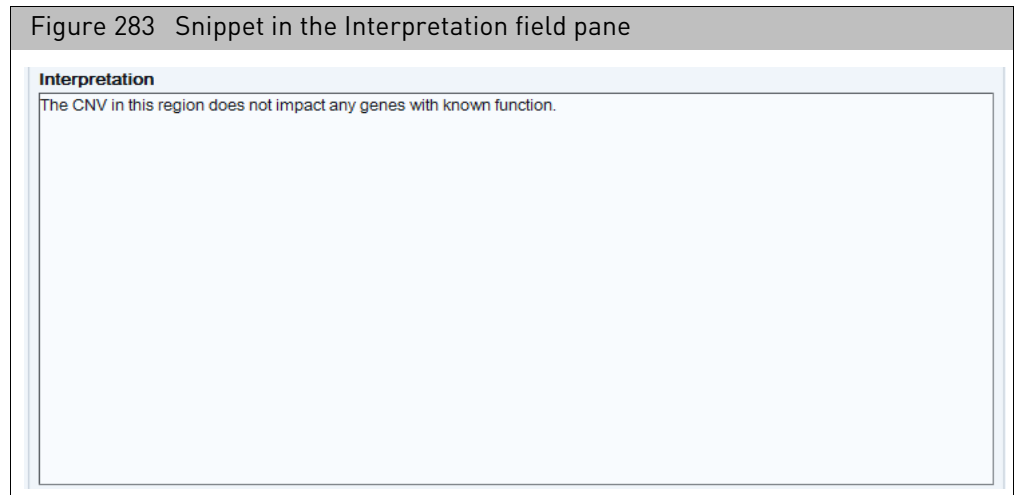 Figure 283 Snippet in the Interpretation field pane
Interpretation
The CNV in this region does not impact any genes with known function.